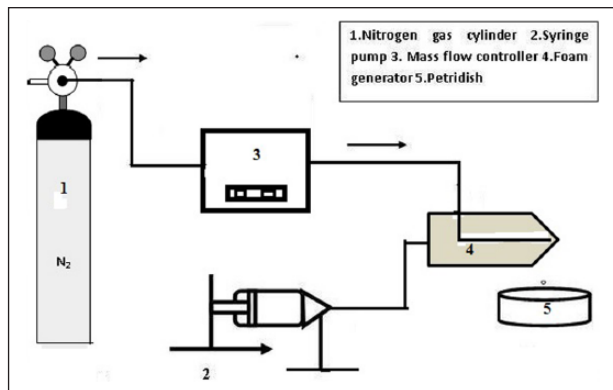 1.Nitrogen gas cylinder 2.Syringe
pump 3. Mass flow controller 4.Foam
generator 5.Petridish
3
1
N2
4
5
2